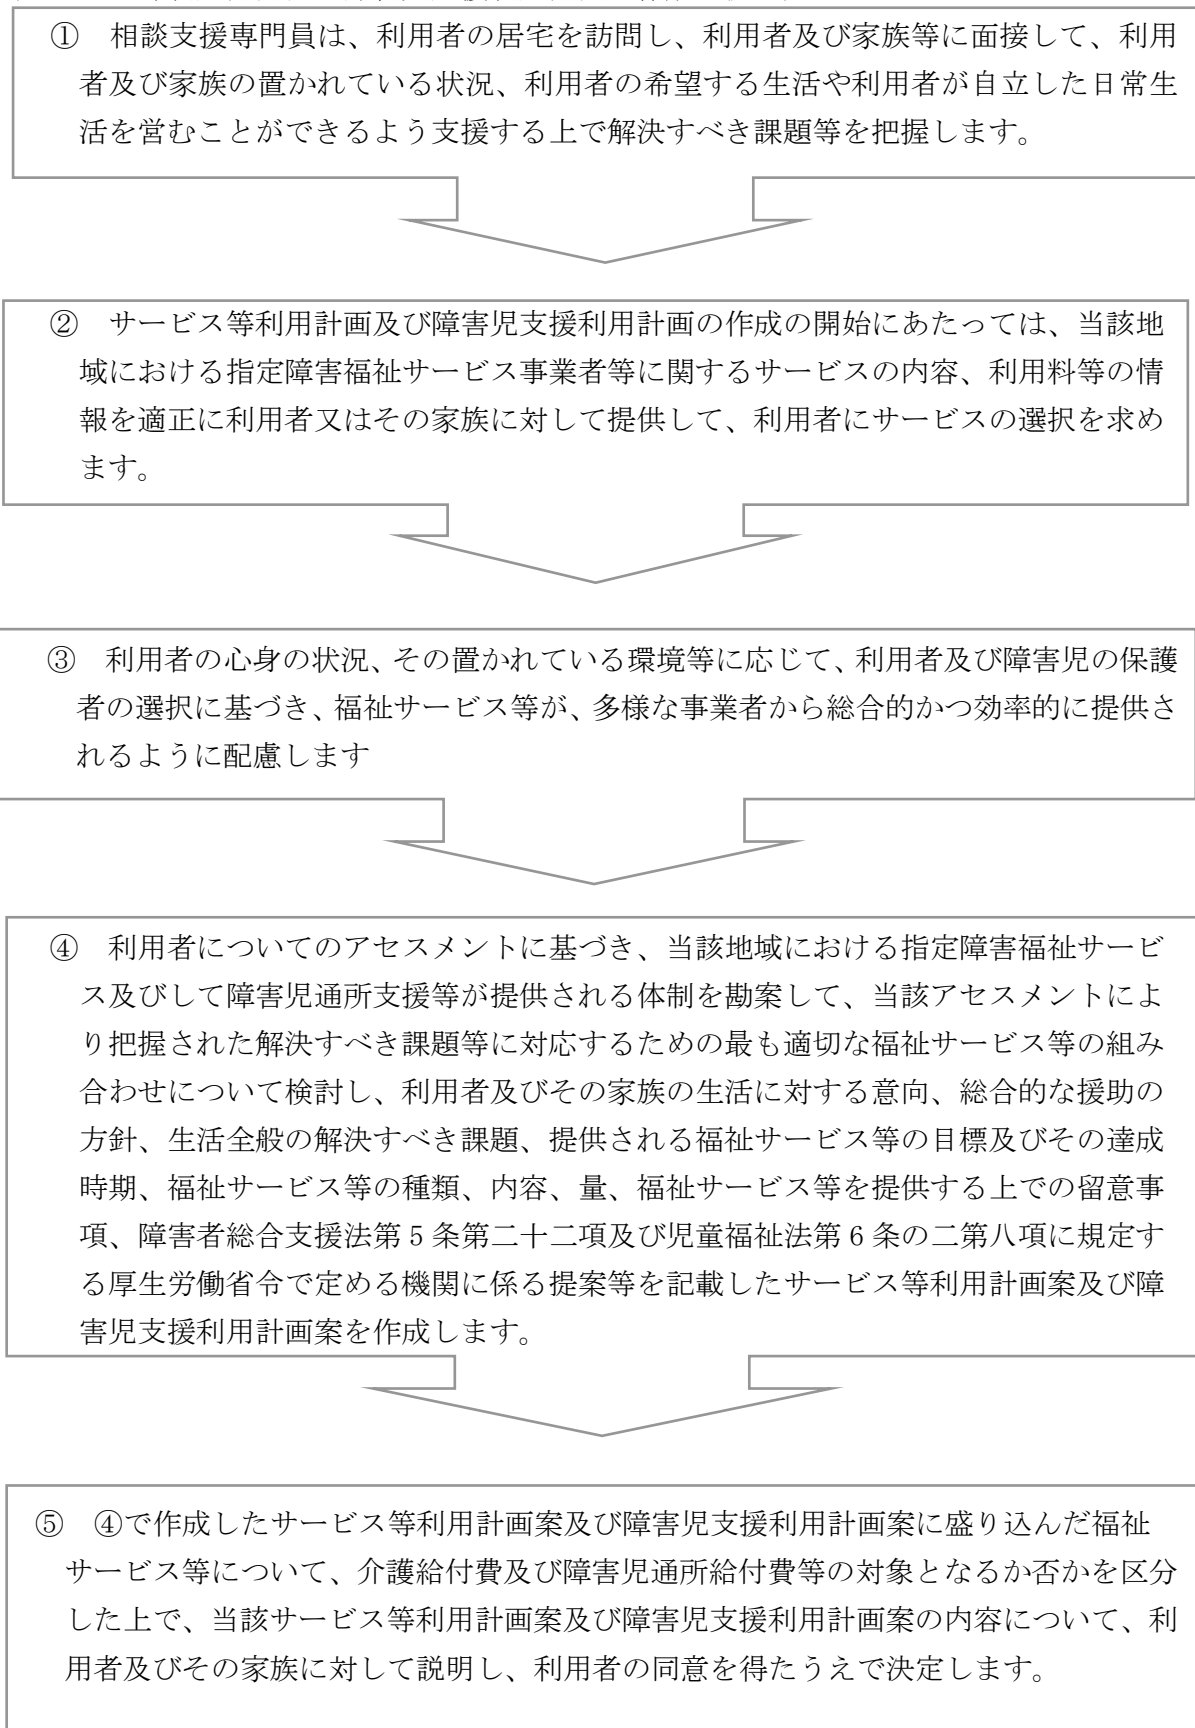 ① 相談支援専門員は、利用者の居宅を訪問し、利用者及び家族等に面接して、利用
者及び家族の置かれている状況、利用者の希望する生活や利用者が自立した日常生
活を営むことができるよう支援する上で解決すべき課題等を把握します。
② サービス等利用計画及び障害児支援利用計画の作成の開始にあたっては、当該地
域における指定障害福祉サービス事業者等に関するサービスの内容、利用料等の情
報を適正に利用者又はその家族に対して提供して、利用者にサービスの選択を求め
ます。
③ 利用者の心身の状況、その置かれている環境等に応じて、利用者及び障害児の保護
者の選択に基づき、福祉サービス等が、多様な事業者から総合的かつ効率的に提供さ
れるように配慮します
④ 利用者についてのアセスメントに基づき、当該地域における指定障害福祉サービ
ス及びして障害児通所支援等が提供される体制を勘案して、当該アセスメントによ
り把握された解決すべき課題等に対応するための最も適切な福祉サービス等の組み
合わせについて検討し、利用者及びその家族の生活に対する意向、総合的な援助の
方針、生活全般の解決すべき課題、提供される福祉サービス等の目標及びその達成
時期、福祉サービス等の種類、内容、量、福祉サービス等を提供する上での留意事
項、障害者総合支援法第5条第二十二項及び児童福祉法第6条の二第八項に規定す
る厚生労働省令で定める機関に係る提案等を記載したサービス等利用計画案及び障
害児支援利用計画案を作成します。
⑤ ④で作成したサービス等利用計画案及び障害児支援利用計画案に盛り込んだ福祉
サービス等について、介護給付費及び障害児通所給付費等の対象となるか否かを区分
した上で、当該サービス等利用計画案及び障害児支援利用計画案の内容について、利
用者及びその家族に対して説明し、利用者の同意を得たうえで決定します。